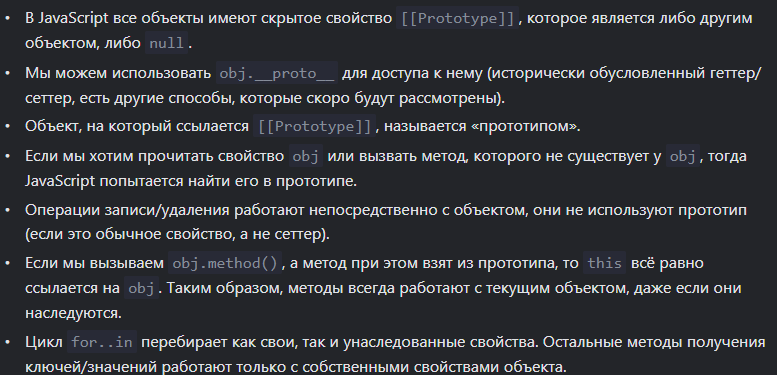 • В JavaScript все объекты имеют скрытое свойство [[Prototype]], которое является либо другим
объектом, либо null.
• Мы можем использовать obj.__proto__ для доступа к нему (исторически обусловленный геттер/
сеттер, есть другие способы, которые скоро будут рассмотрены).
• Объект, на который ссылается [[Prototype]], называется «прототипом».
• Если мы хотим прочитать свойство obj или вызвать метод, которого не существует у obj, тогда
JavaScript попытается найти его в прототипе.
• Операции записи/удаления работают непосредственно с объектом, они не используют прототип
(если это обычное свойство, а не сеттер).
• Если мы вызываем obj.method(), а метод при этом взят из прототипа, то this всё равно
ссылается на obj. Таким образом, методы всегда работают с текущим объектом, даже если они
наследуются.
• Цикл for..in перебирает как свои, так и унаследованные свойства. Остальные методы получения
ключей/значений работают только с собственными свойствами объекта.